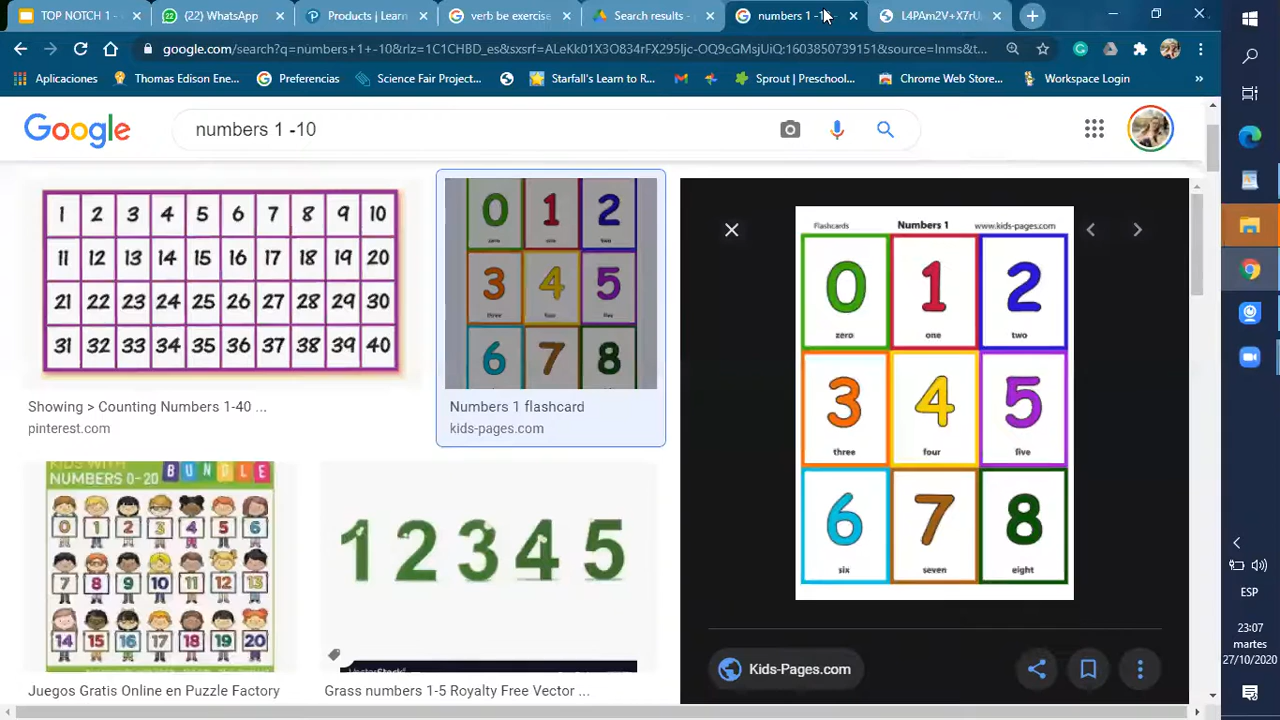 TOP NOTCH 1 -
(22) WhatsApp
Products | Learn
verb be exercise
Search results -
numbers 1 -1
L4PAm2V+X7rU
google.com/search?q=numbers+1+-10&rlz=1C1CHBD_es&sxsrf=ALeKk01X3O834rFX295Ijc-OQ9cGMsjUiQ:1603850739151&source=lnms&t...
Aplicaciones
Thomas Edison Ene...
Preferencias
Science Fair Project...
Starfall's Learn to R...
Sprout | Preschool...
Chrome Web Store...
Workspace Login
»
Google
numbers 1 -10
1 2 3 4 5 6 7 8 9 10
11 12 13 14 15 16 17 18 19 20
21 22 23 24 25 26 27 28 29 30
31 32 33 34 35 36 37 38 39 40
Showing > Counting Numbers 1-40 ...
pinterest.com
0 1 2
zero one two
3 4 5
three four five
6 7 8
Numbers 1 flashcard
kids-pages.com
KIDS WITH
NUMBERS 0-20
BUNDLE
0 1 2 3 4 5 6
7 8 9 10 11 12 13
14 15 16 17 18 19 20
Juegos Gratis Online en Puzzle Factory
1 2 3 4 5
VectorStock
Grass numbers 1-5 Royalty Free Vector ...
Flashcards Numbers 1 www.kids-pages.com
0 1 2
zero one two
3 4 5
three four five
6 7 8
six seven eight
Kids-Pages.com
ESP
23:07
martes
27/10/2020